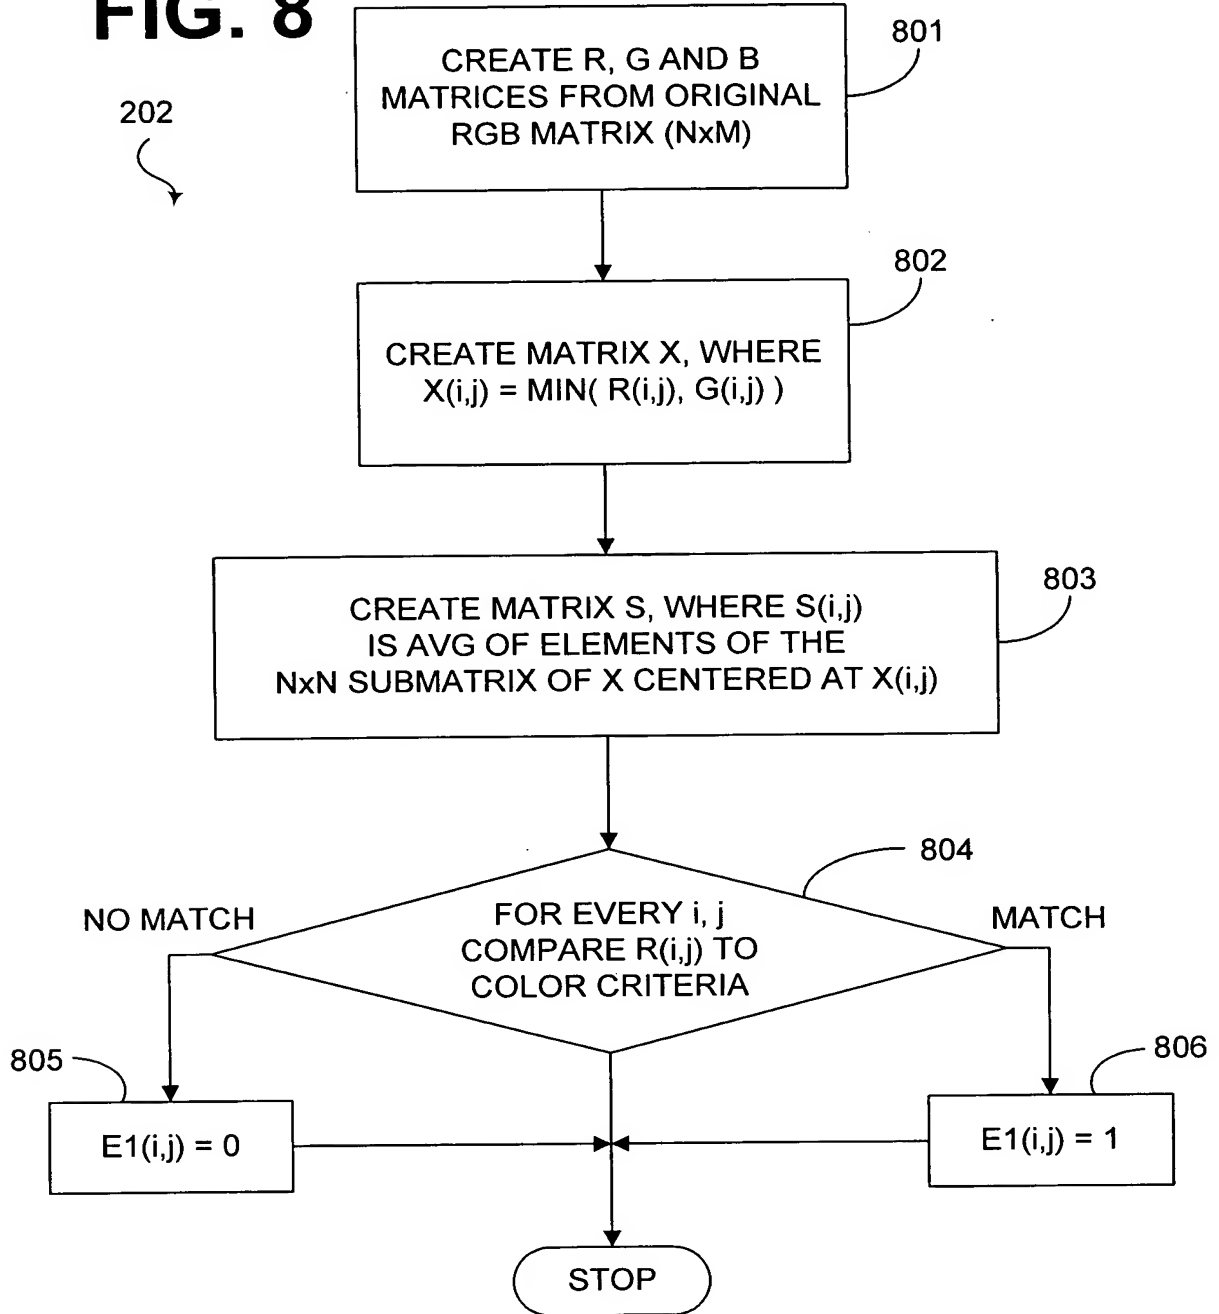 FIG. 8
801
CREATE R, G AND B
MATRICES FROM ORIGINAL
RGB MATRIX (NxM)
202
802
CREATE MATRIX X, WHERE
X(i,j) = MIN( R(i,j), G(i,j) )
803
CREATE MATRIX S, WHERE S(i,j)
IS AVG OF ELEMENTS OF THE
NxN SUBMATRIX OF X CENTERED AT X(i,j)
804
NO MATCH
MATCH
FOR EVERY i, j
COMPARE R(i,j) TO
COLOR CRITERIA
805
806
E1(i,j) = 0
E1(i,j) = 1
STOP